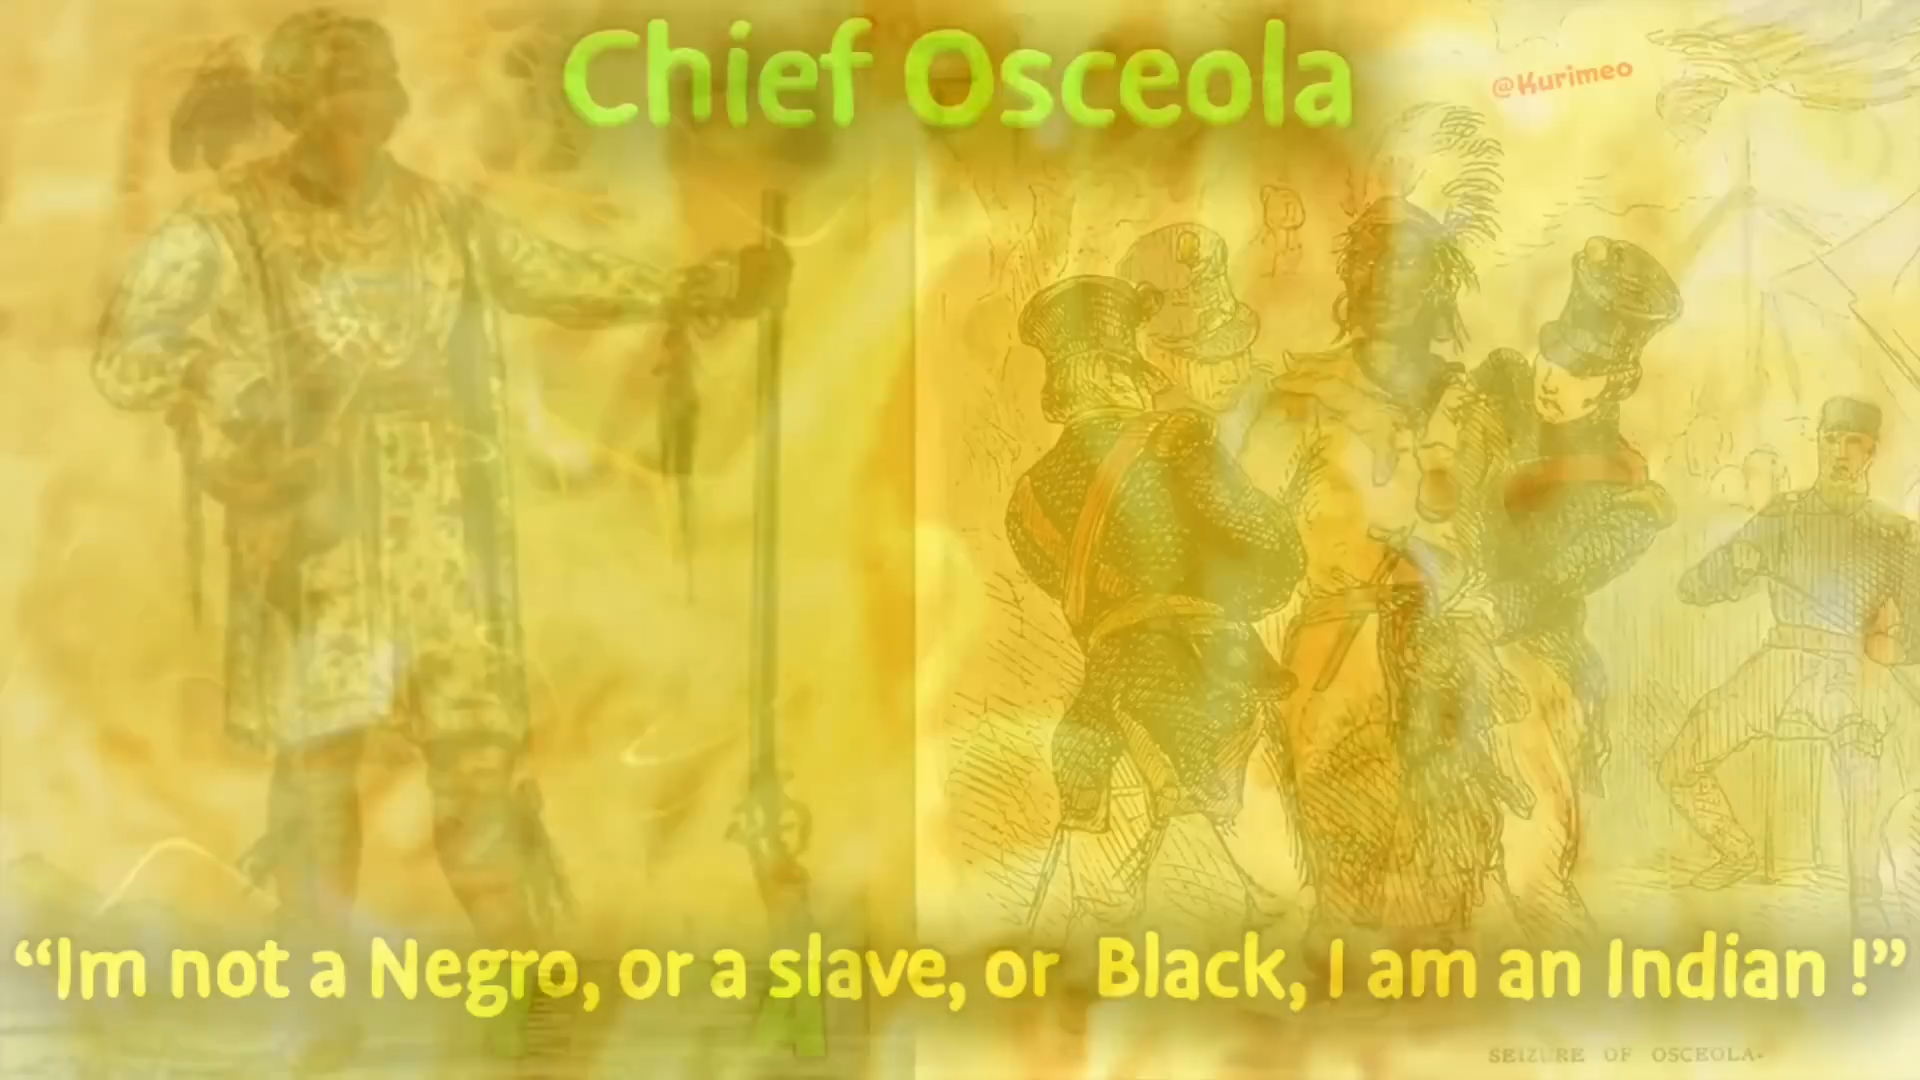 Chief Osceola
@Kurimeo
“Im not a Negro, or a slave, or Black, I am an Indian !”
SEIZURE OF OSCEOLA.